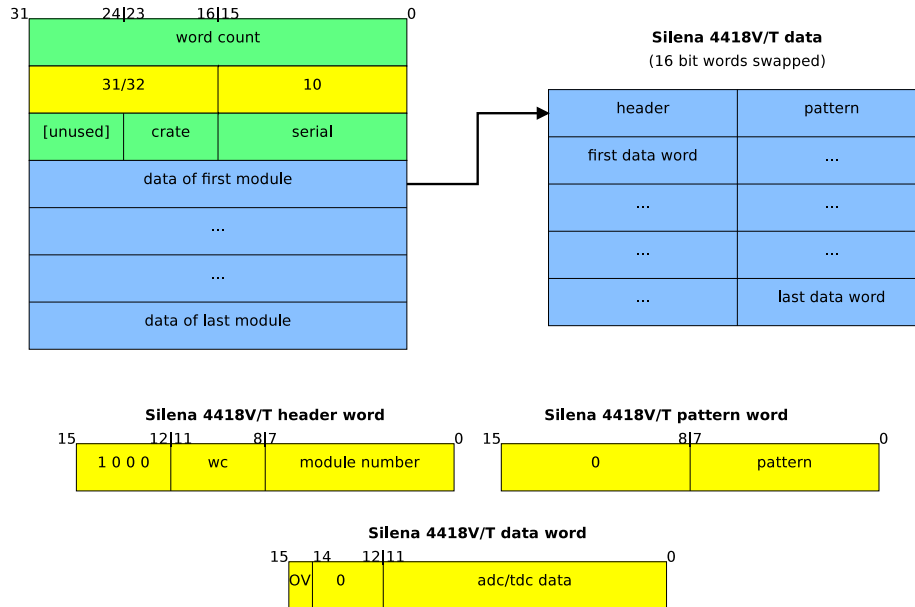 31 24|23 16|15 0
word count
31/32 10
[unused] crate serial
data of first module
...
...
data of last module
Silena 4418V/T data
(16 bit words swapped)
header pattern
first data word ...
... ...
... ...
... last data word
Silena 4418V/T header word
15 12|11 8|7 0
1 0 0 0 wc module number
Silena 4418V/T pattern word
15 8|7 0
0 pattern
Silena 4418V/T data word
15 14 12|11 0
OV 0 adc/tdc data